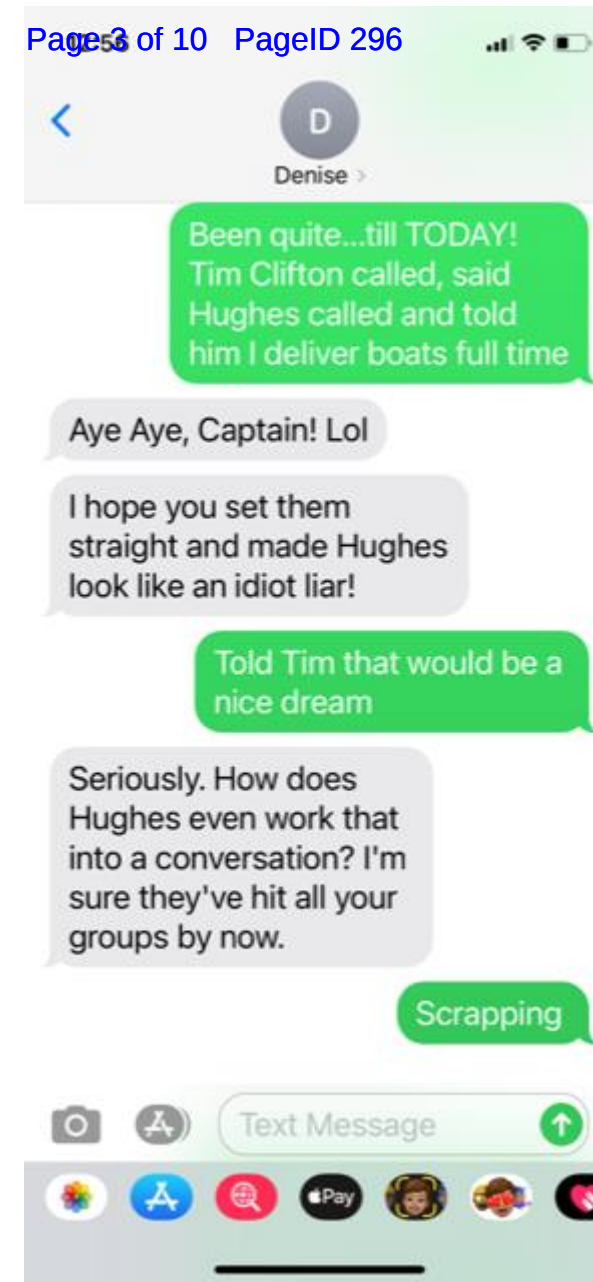 Page 3 of 10 PageID 296
D
Denise
Been quite...till TODAY!
Tim Clifton called, said
Hughes called and told
him I deliver boats full time
Aye Aye, Captain! Lol
I hope you set them
straight and made Hughes
look like an idiot liar!
Told Tim that would be a
nice dream
Seriously. How does
Hughes even work that
into a conversation? I'm
sure they've hit all your
groups by now.
Scrapping
Text Message
Pay